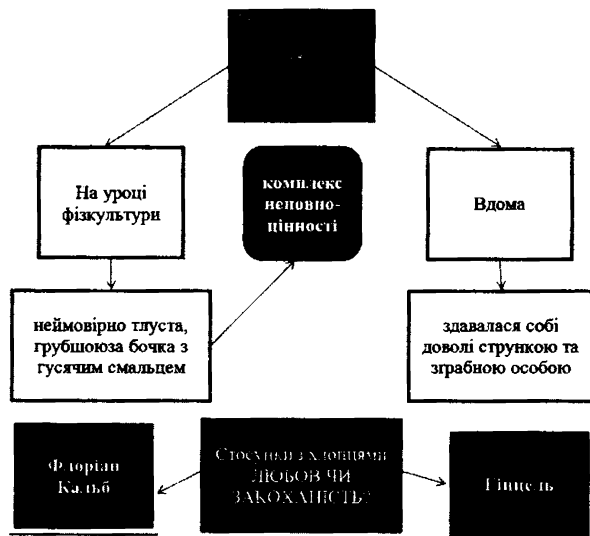 На уроці
фізкультури
комплекс
неповно-
цінності
Вдома
неймовірно тлуста,
грубшоюза бочка з
гусячим смальцем
здавалася собі
доволі стрункою та
зграбною особою
Флоріан
Кальб
Стосунки з хлопцями
ЛЮБОВ ЧИ
ЗАКОХАНІСТЬ?
Гінцель